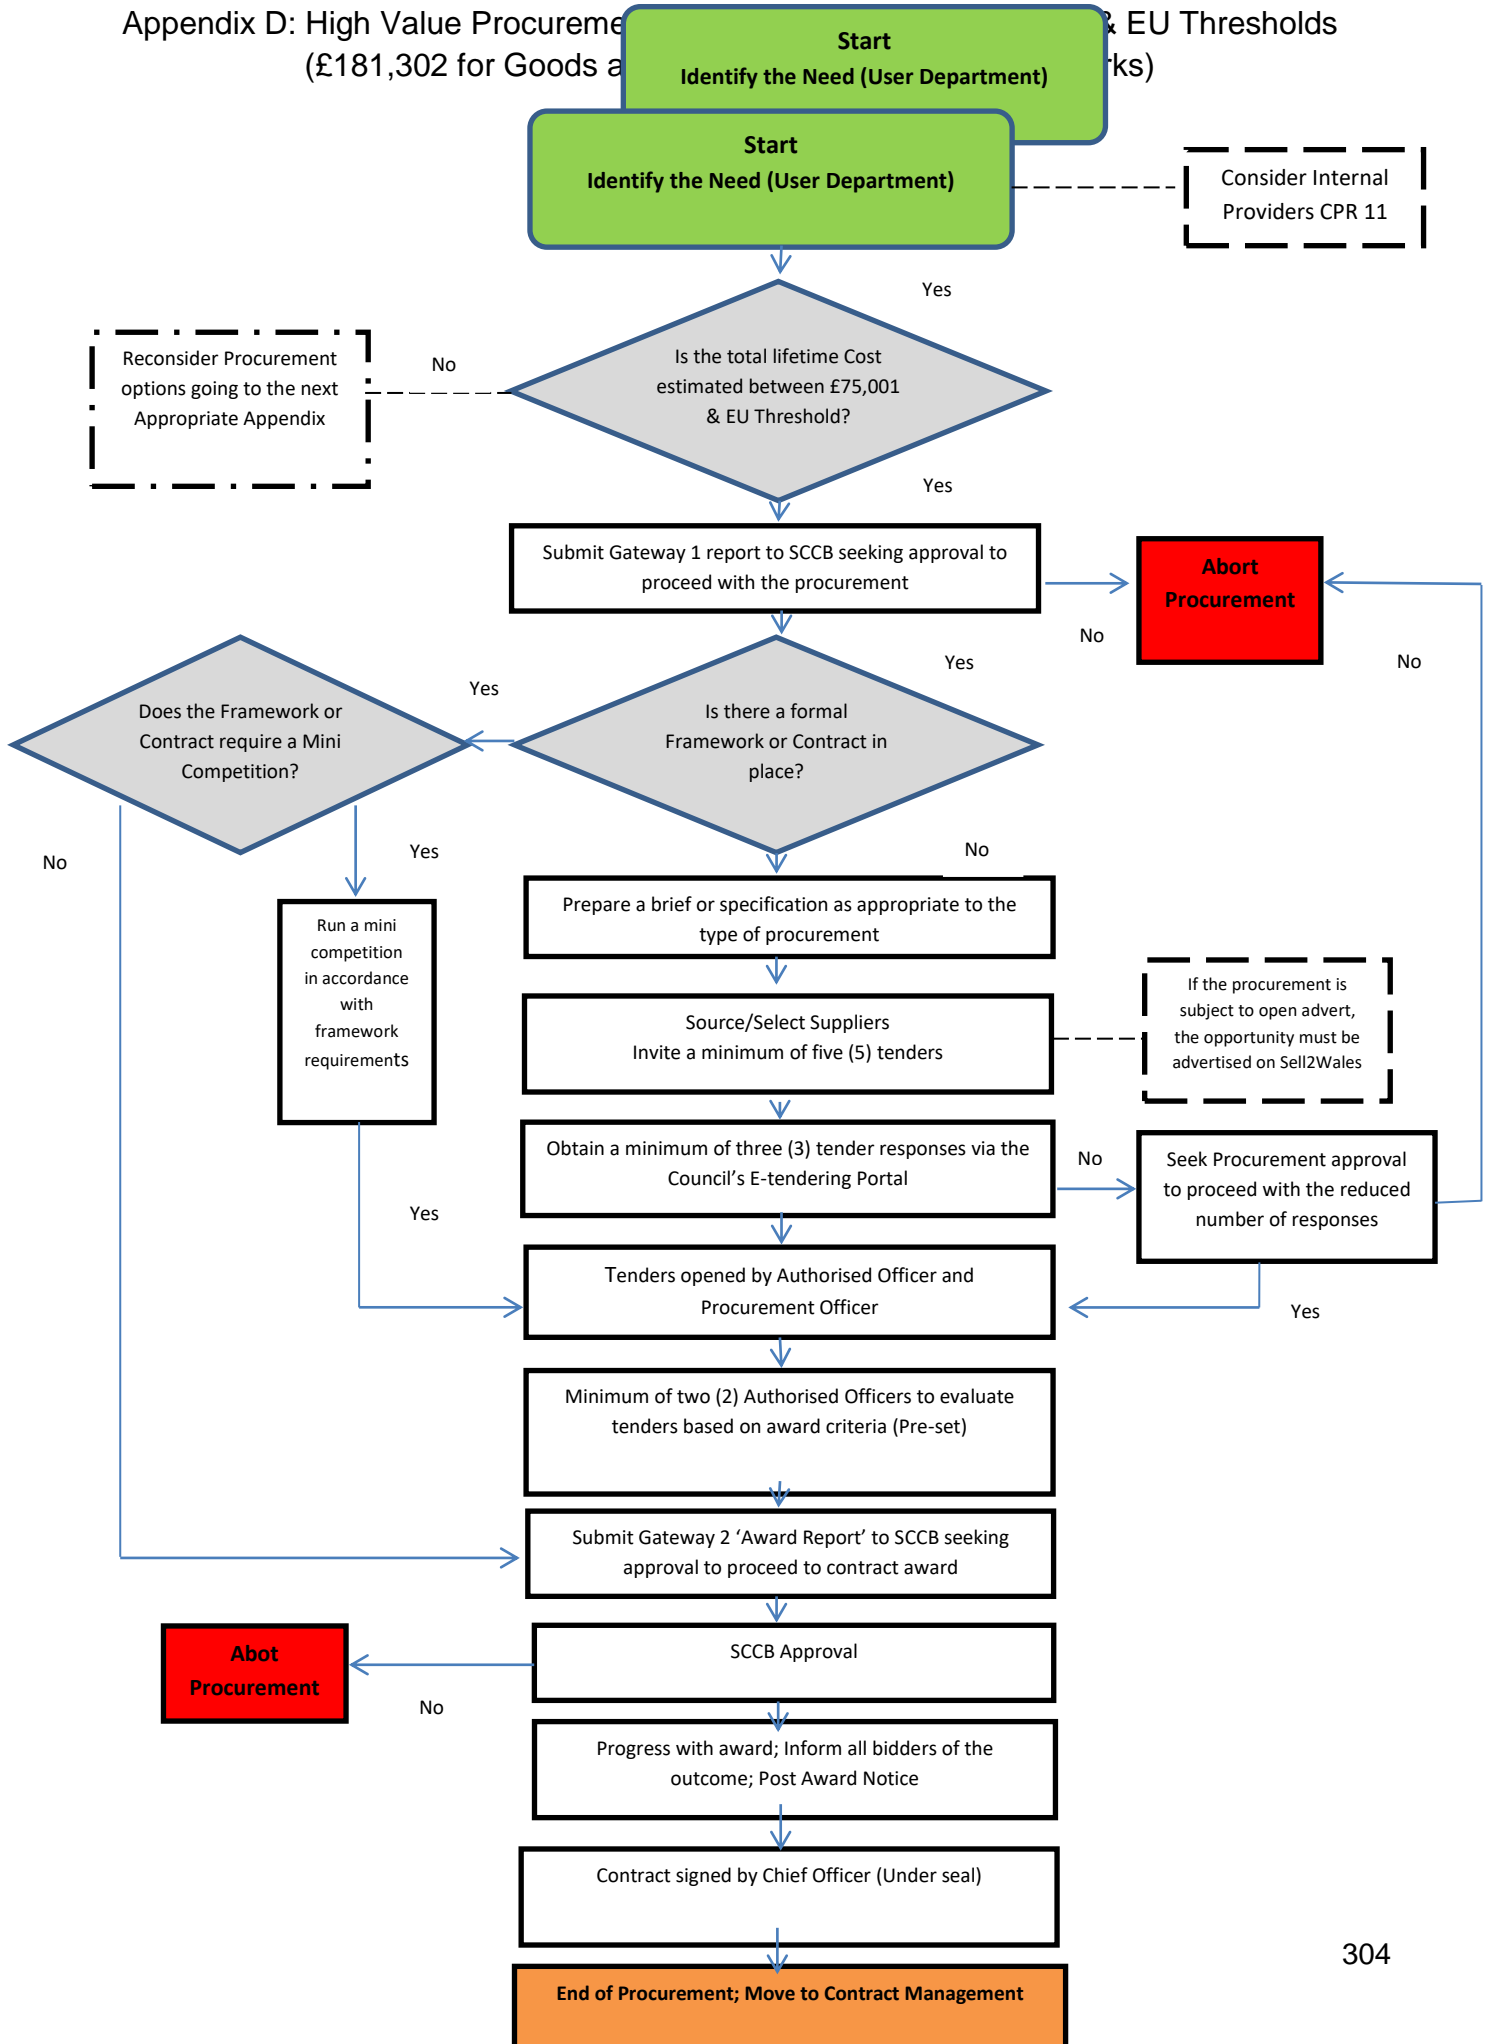 Appendix D: High Value Procureme & EU Thresholds
(£181,302 for Goods a rks)
Start
Identify the Need (User Department)
Start
Identify the Need (User Department)
Consider Internal
Providers CPR 11
Yes
Is the total lifetime Cost
estimated between £75,001
& EU Threshold?
No
Reconsider Procurement
options going to the next
Appropriate Appendix
Yes
Submit Gateway 1 report to SCCB seeking approval to
proceed with the procurement
Abort
Procurement
No
No
Yes
Yes
Is there a formal
Framework or Contract in
place?
Does the Framework or
Contract require a Mini
Competition?
No
Yes
No
Run a mini
competition
in accordance
with
framework
requirements
Prepare a brief or specification as appropriate to the
type of procurement
Source/Select Suppliers
Invite a minimum of five (5) tenders
If the procurement is
subject to open advert,
the opportunity must be
advertised on Sell2Wales
Obtain a minimum of three (3) tender responses via the
Council’s E-tendering Portal
No
Seek Procurement approval
to proceed with the reduced
number of responses
Yes
Tenders opened by Authorised Officer and
Procurement Officer
Yes
Minimum of two (2) Authorised Officers to evaluate
tenders based on award criteria (Pre-set)
Submit Gateway 2 ‘Award Report’ to SCCB seeking
approval to proceed to contract award
SCCB Approval
Abot
Procurement
No
Progress with award; Inform all bidders of the
outcome; Post Award Notice
Contract signed by Chief Officer (Under seal)
304
End of Procurement; Move to Contract Management